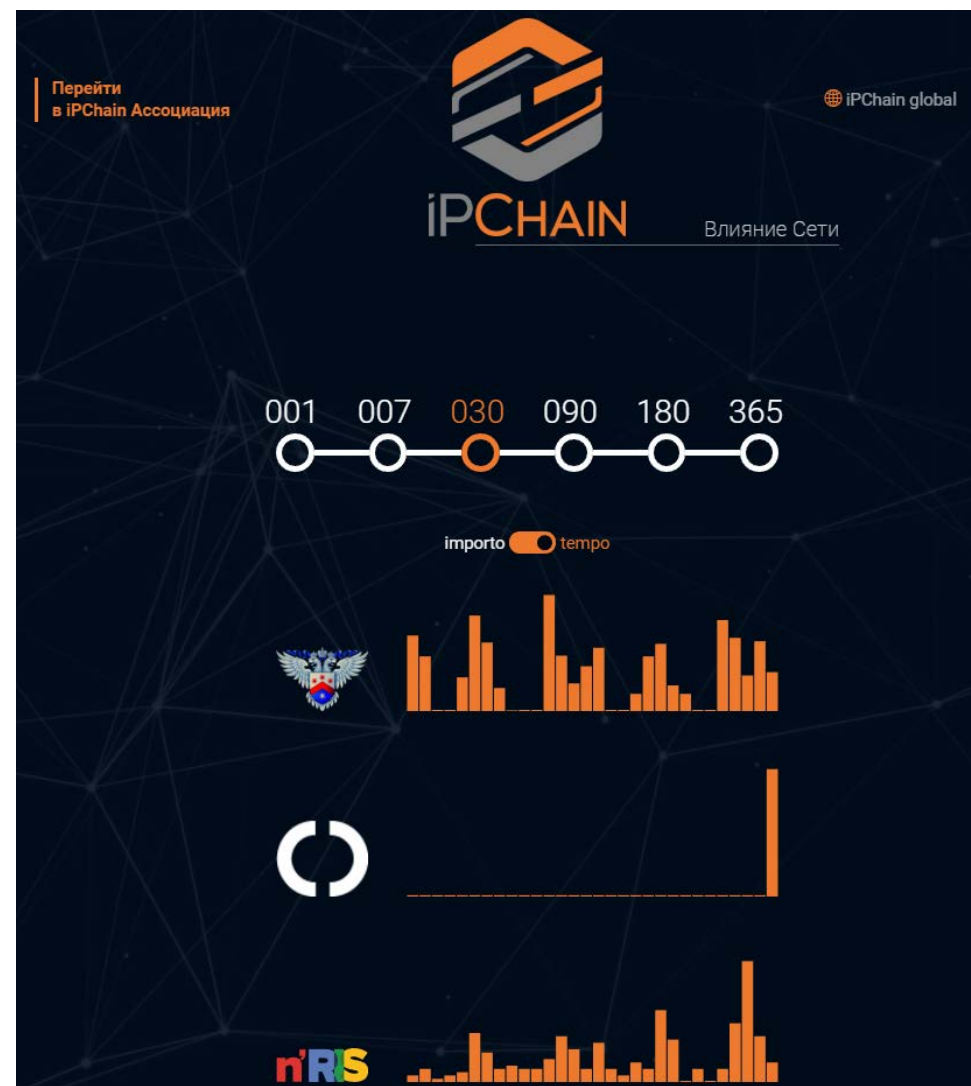 Перейти
в iPChain Ассоциация
iPChain global
iPCHAIN
Влияние Сети
001 007 030 090 180 365
importo tempo
n'RIS